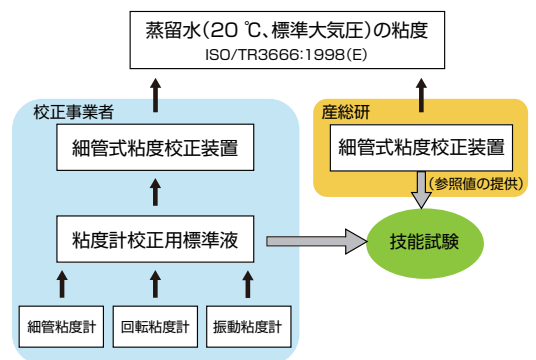 蒸留水(20 ℃、標準大気圧)の粘度
ISO/TR3666:1998(E)
校正事業者
産総研
細管式粘度校正装置
細管式粘度校正装置
(参照値の提供)
粘度計校正用標準液
技能試験
細管粘度計
回転粘度計
振動粘度計